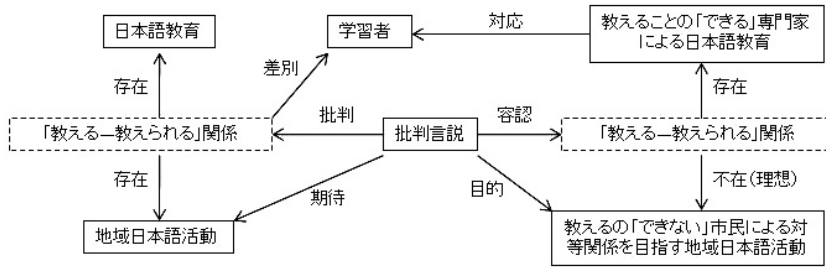 日本語教育
学習者
対応
教えることの「できる」専門家
による日本語教育
差別
存在
存在
「教える―教えられる」関係
批判
批判言説
容認
「教える―教えられる」関係
存在
期待
目的
不在(理想)
地域日本語活動
教えるの「できない」市民による対
等関係を目指す地域日本語活動